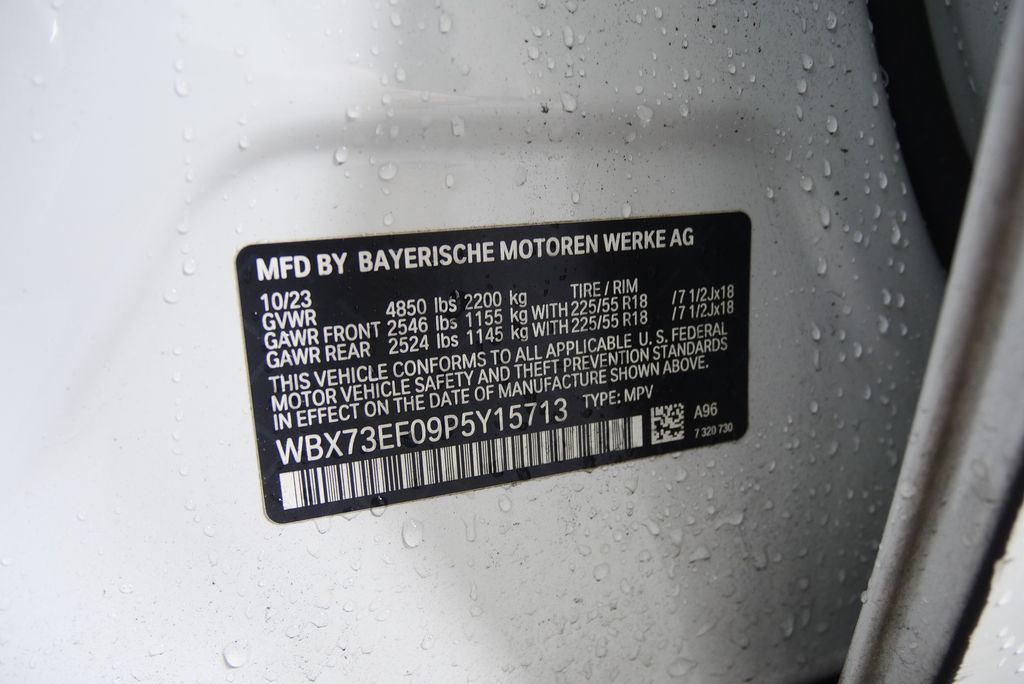 MFD BY BAYERISCHE MOTOREN WERKE AG
10/23 TIRE / RIM
GVWR 4850 lbs 2200 kg
GAWR FRONT 2546 lbs 1155 kg WITH 225/55 R18 /7 1/2Jx18
GAWR REAR 2524 lbs 1145 kg WITH 225/55 R18 /7 1/2Jx18
THIS VEHICLE CONFORMS TO ALL APPLICABLE U. S. FEDERAL
MOTOR VEHICLE SAFETY AND THEFT PREVENTION STANDARDS
IN EFFECT ON THE DATE OF MANUFACTURE SHOWN ABOVE.
WBX73EF09P5Y15713 TYPE: MPV
A96
7 320 730